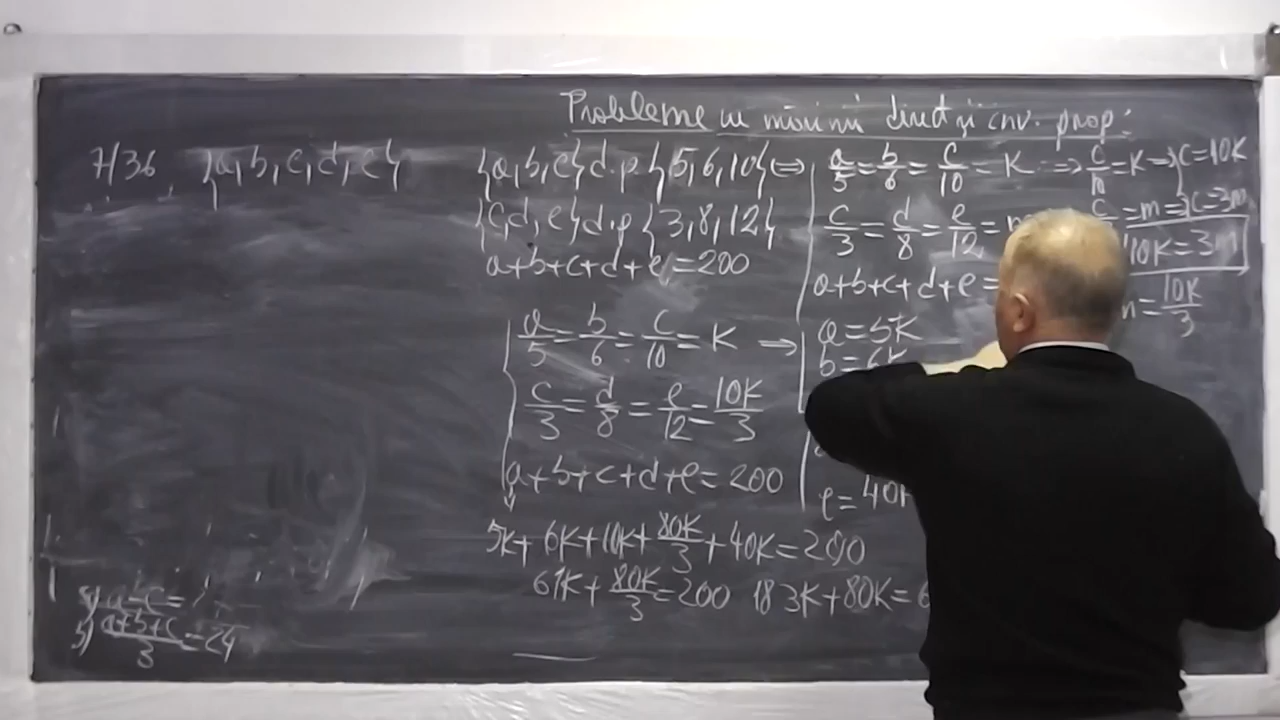 Probleme cu mărimi direct și inv. prop:
7/36 {a,b,c,d,e}
{a,b,c} d.p {5,6,10} ⇔
{c,d,e} d.p {3,8,12}
a+b+c+d+e=200
a/5=b/6=c/10=K ⇒
c/3=d/8=e/12=10K/3
a+b+c+d+e=200
5K+6K+10K+80K/3+40K=200
61K+80K/3=200 183K+80K=6
a/5=b/6=c/10=K ⇒ c/10=K ⇒ c=10K
c/3=d/8=e/12=m c/3=m ⇒ c=3m
10K=3m
a+b+c+d+e=
m=10K/3
a=5K
b=6K
e=40K
a-c=?
b) (a+b+c)/3=24